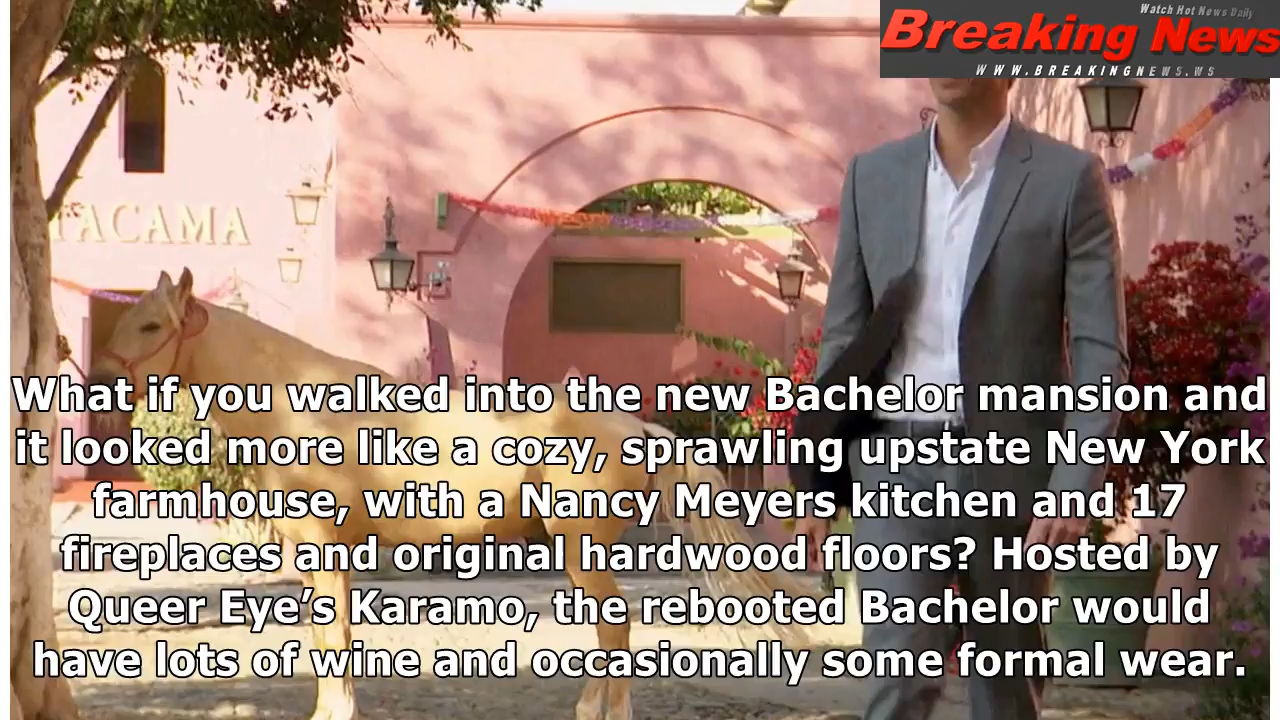 Watch Hot News Daily
Breaking News
WWW.BREAKINGNEWS.WS
TACAMA
What if you walked into the new Bachelor mansion and
it looked more like a cozy, sprawling upstate New York
farmhouse, with a Nancy Meyers kitchen and 17
fireplaces and original hardwood floors? Hosted by
Queer Eye’s Karamo, the rebooted Bachelor would
have lots of wine and occasionally some formal wear.